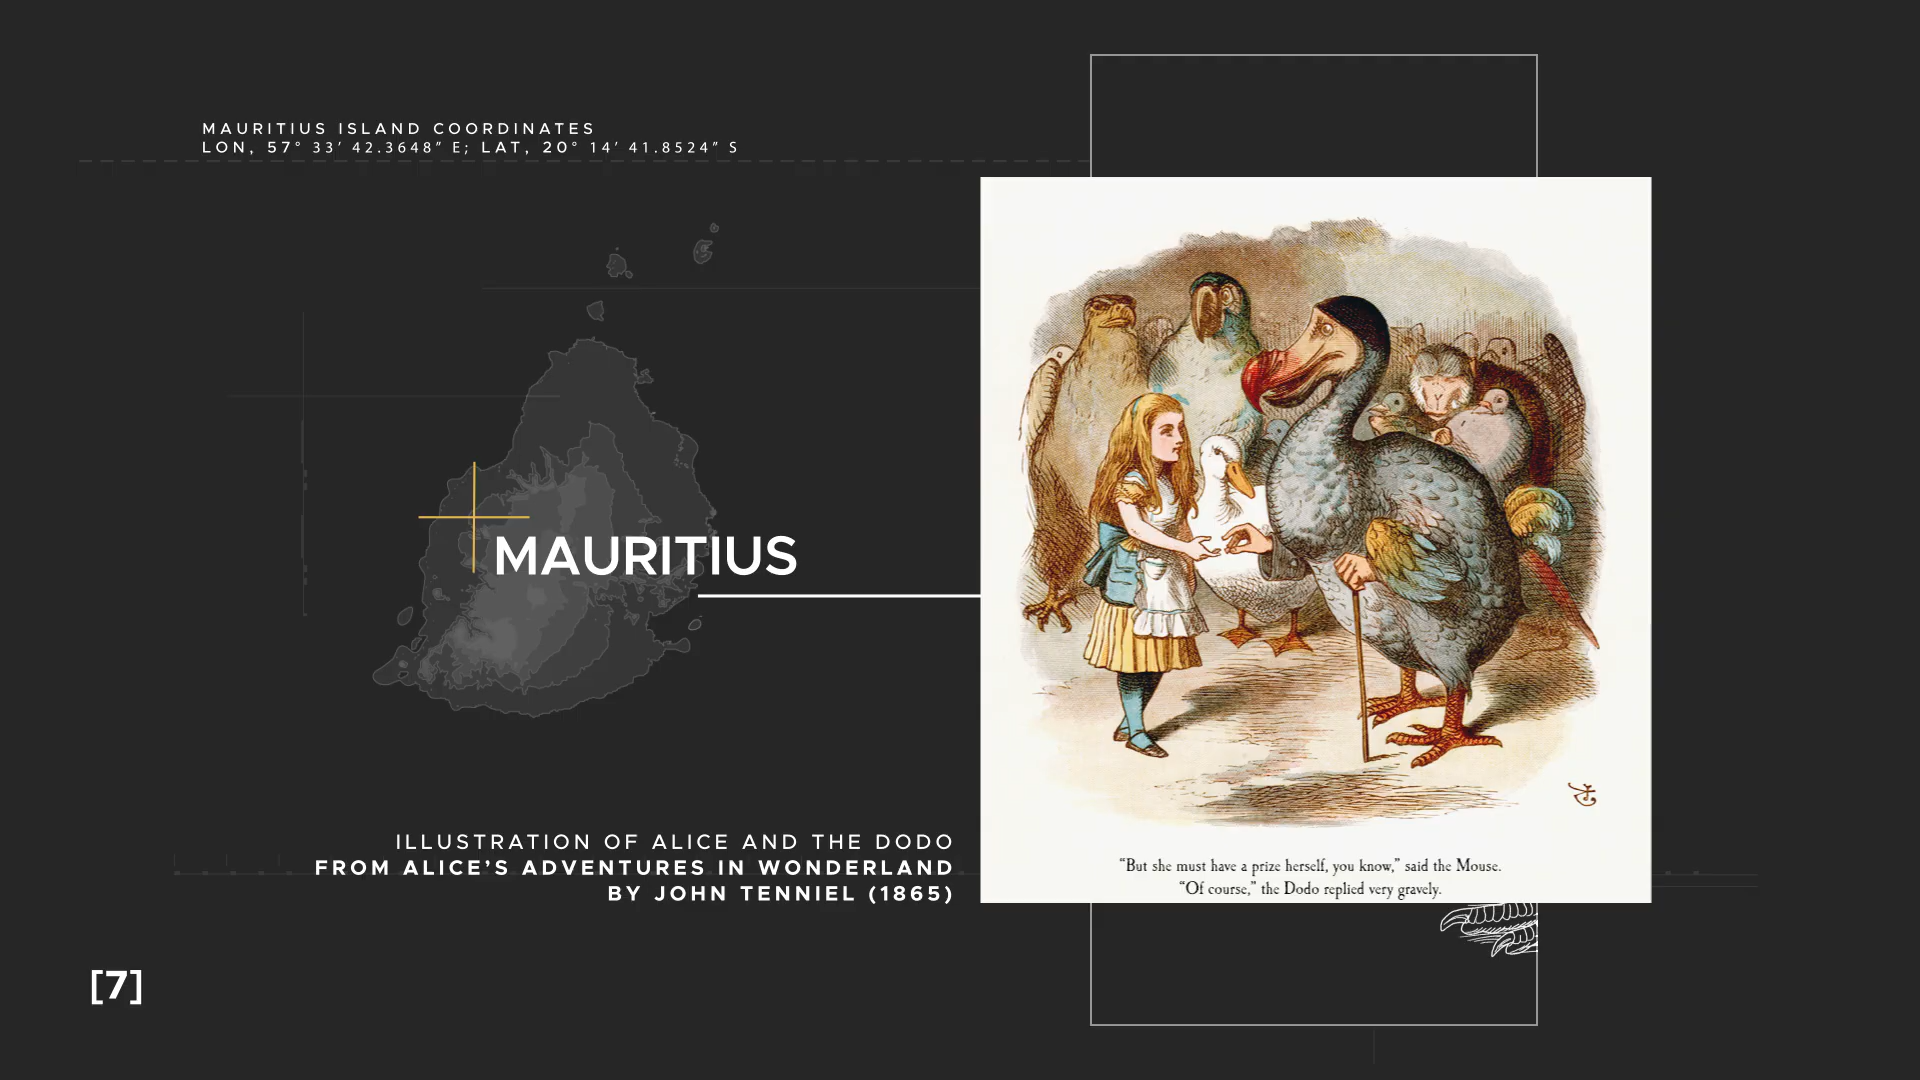 MAURITIUS ISLAND COORDINATES
LON, 57° 33′ 42.3648″ E; LAT, 20° 14′ 41.8524″ S
MAURITIUS
ILLUSTRATION OF ALICE AND THE DODO
FROM ALICE’S ADVENTURES IN WONDERLAND
BY JOHN TENNIEL (1865)
“But she must have a prize herself, you know,” said the Mouse.
“Of course,” the Dodo replied very gravely.
[7]